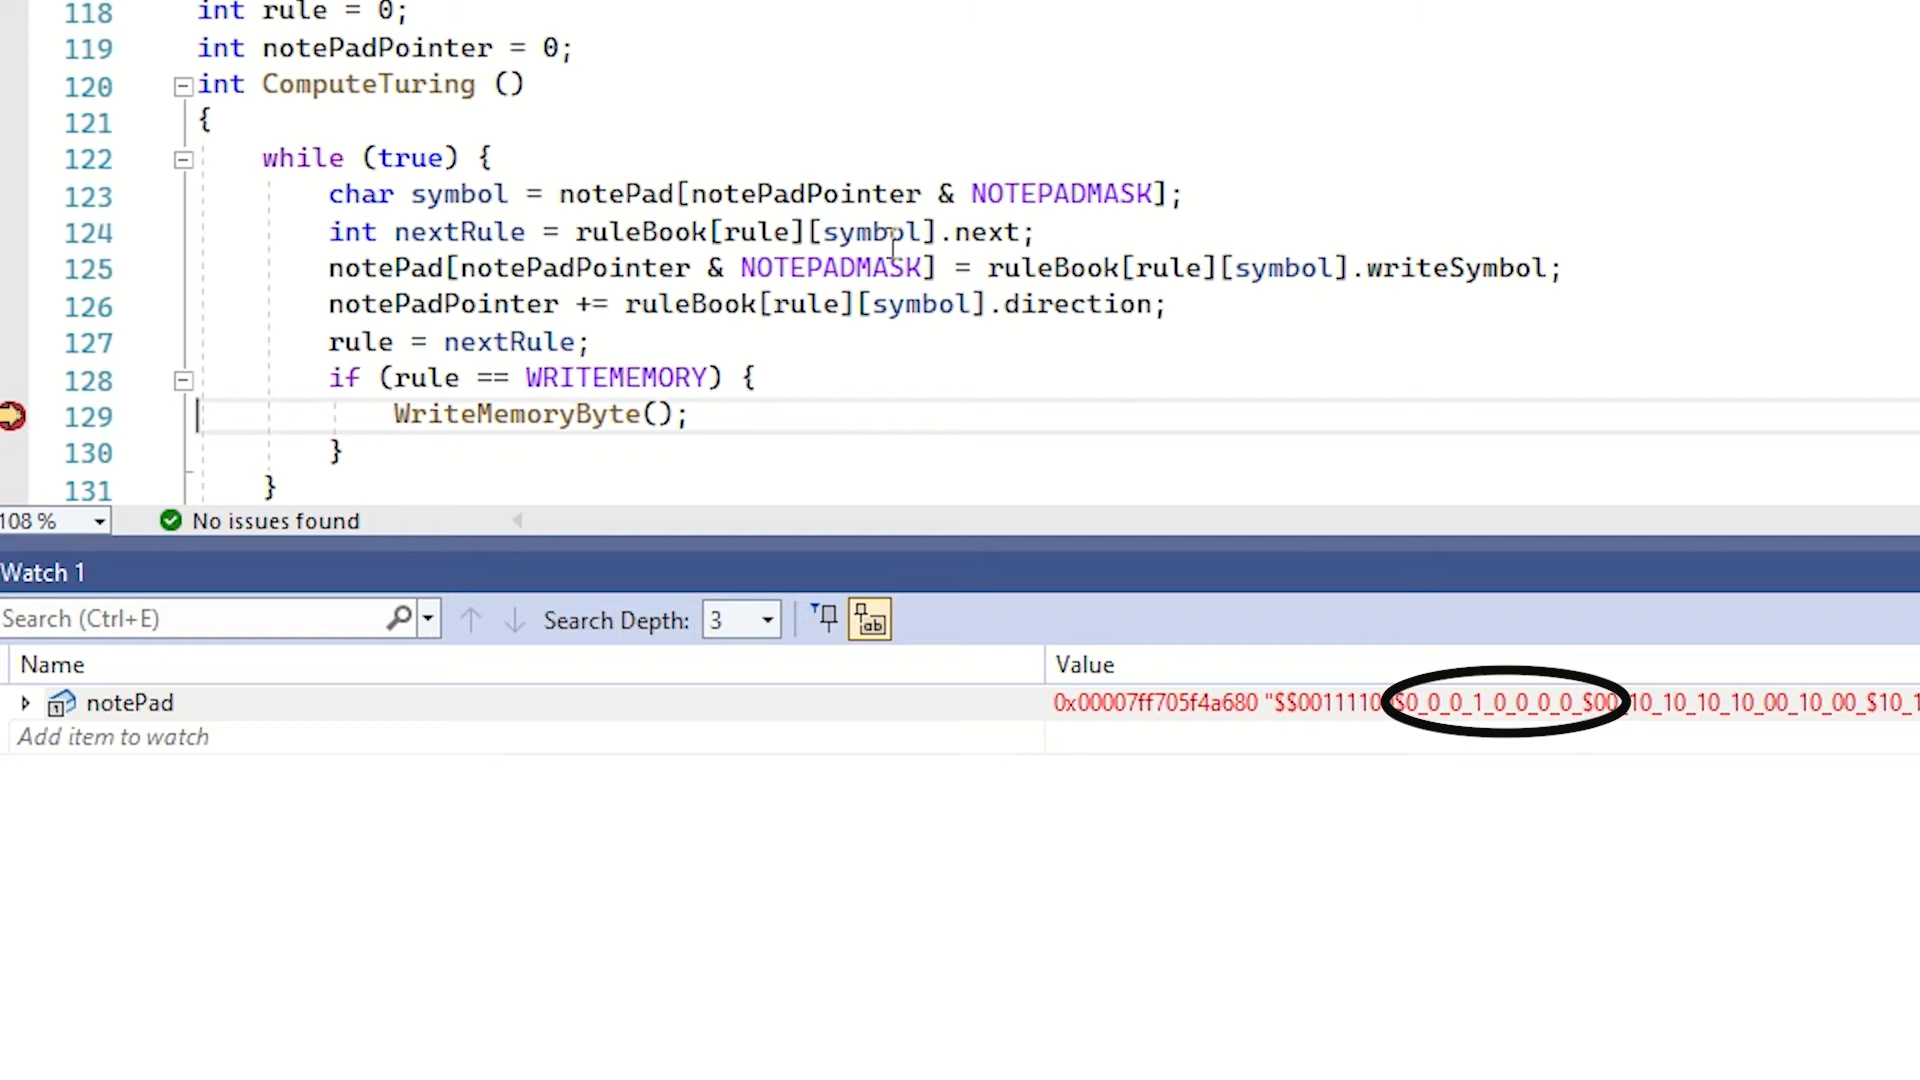 118 int rule = 0;
119 int notePadPointer = 0;
120 int ComputeTuring ()
121 {
122 while (true) {
123 char symbol = notePad[notePadPointer & NOTEPADMASK];
124 int nextRule = ruleBook[rule][symbol].next;
125 notePad[notePadPointer & NOTEPADMASK] = ruleBook[rule][symbol].writeSymbol;
126 notePadPointer += ruleBook[rule][symbol].direction;
127 rule = nextRule;
128 if (rule == WRITEMEMORY) {
129 WriteMemoryByte();
130 }
131 }
108 % No issues found
Watch 1
Search (Ctrl+E) Search Depth: 3
Name Value
notePad 0x00007ff705f4a680 "$$0011110 $0_0_0_1_0_0_0_0_$00_10_10_10_10_00_10_00_$10_1
Add item to watch